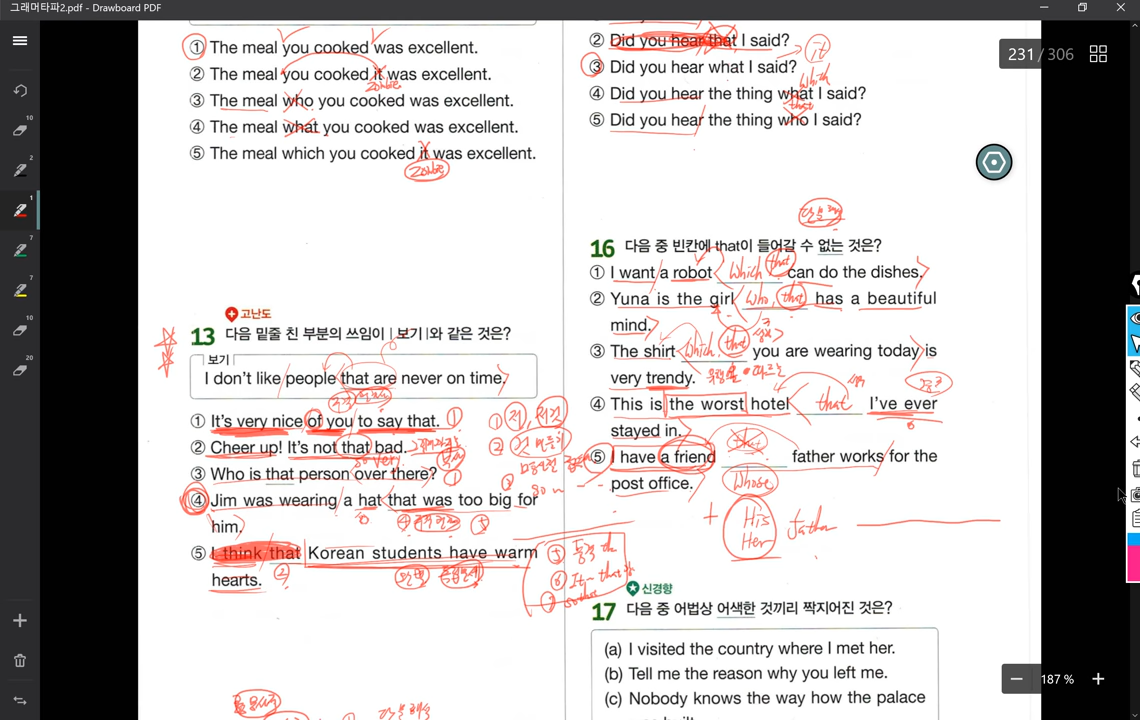 그래머타파2.pdf - Drawboard PDF
231 / 306
① The meal you cooked was excellent.
② The meal you cooked it was excellent.
zombie
③ The meal who you cooked was excellent.
④ The meal what you cooked was excellent.
⑤ The meal which you cooked it was excellent.
zombie
고난도
13 다음 밑줄 친 부분의 쓰임이 |보기|와 같은 것은?
보기
I don't like people that are never on time.
① It's very nice of you to say that.
② Cheer up! It's not that bad.
so very
③ Who is that person over there?
④ Jim was wearing a hat that was too big for
him.
⑤ I think that Korean students have warm
hearts.
② Did you hear that I said?
it
③ Did you hear what I said?
which
④ Did you hear the thing what I said?
that
⑤ Did you hear the thing who I said?
16 다음 중 빈칸에 that이 들어갈 수 없는 것은?
① I want a robot which that can do the dishes.
② Yuna is the girl who, that has a beautiful
mind.
③ The shirt which, that you are wearing today is
very trendy.
④ This is the worst hotel that I've ever
stayed in.
that
⑤ I have a friend ____ father works for the
post office.
whose
+ His father
Her
신경향
17 다음 중 어법상 어색한 것끼리 짝지어진 것은?
(a) I visited the country where I met her.
(b) Tell me the reason why you left me.
(c) Nobody knows the way how the palace
187 %